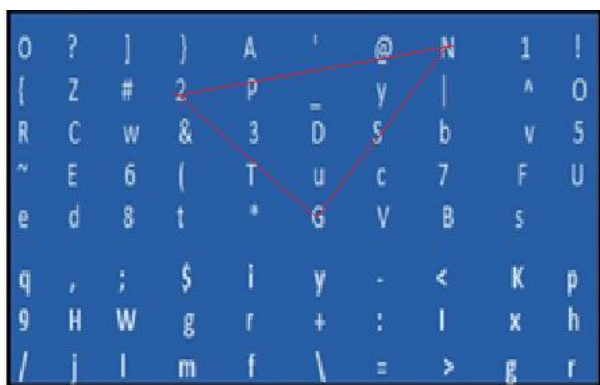 O ? ] } A ' @ N 1 !
{ Z # 2 P _ y | ^ O
R C w & 3 D S b v 5
~ E 6 ( T u c 7 F U
e d 8 t * G V B s
q , ; $ i y - < K p
9 H W g r + : I x h
/ j l m f \ = > g r